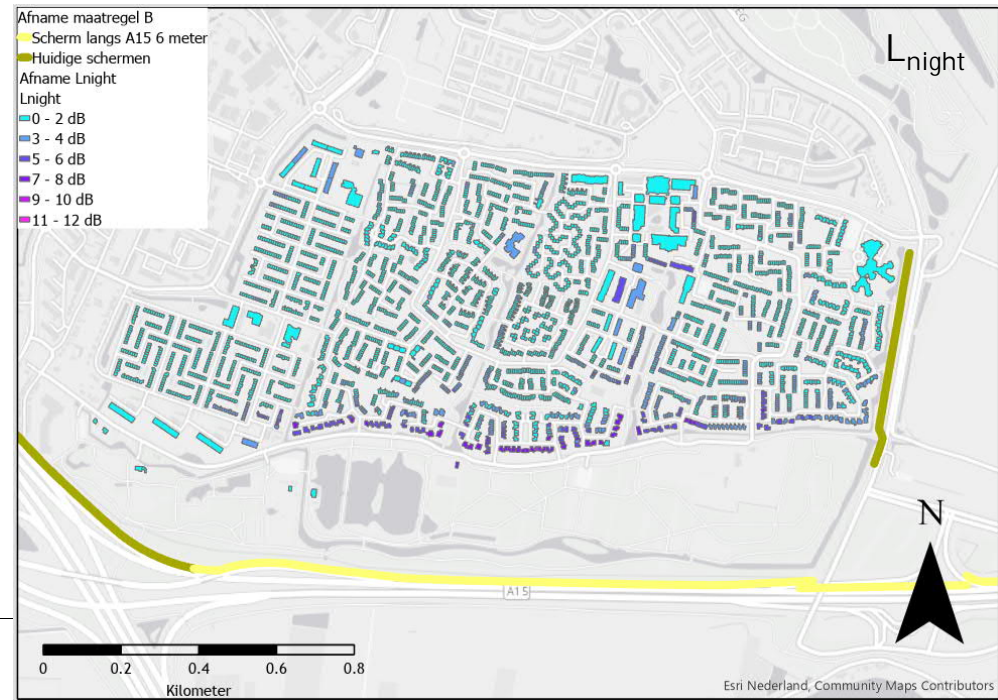 Afname maatregel B
Scherm langs A15 6 meter
Huidige schermen
Afname Lnight
Lnight
0 - 2 dB
3 - 4 dB
5 - 6 dB
7 - 8 dB
9 - 10 dB
11 - 12 dB
Lnight
A15
N
0 0.2 0.4 0.6 0.8
Kilometer
Esri Nederland, Community Maps Contributors